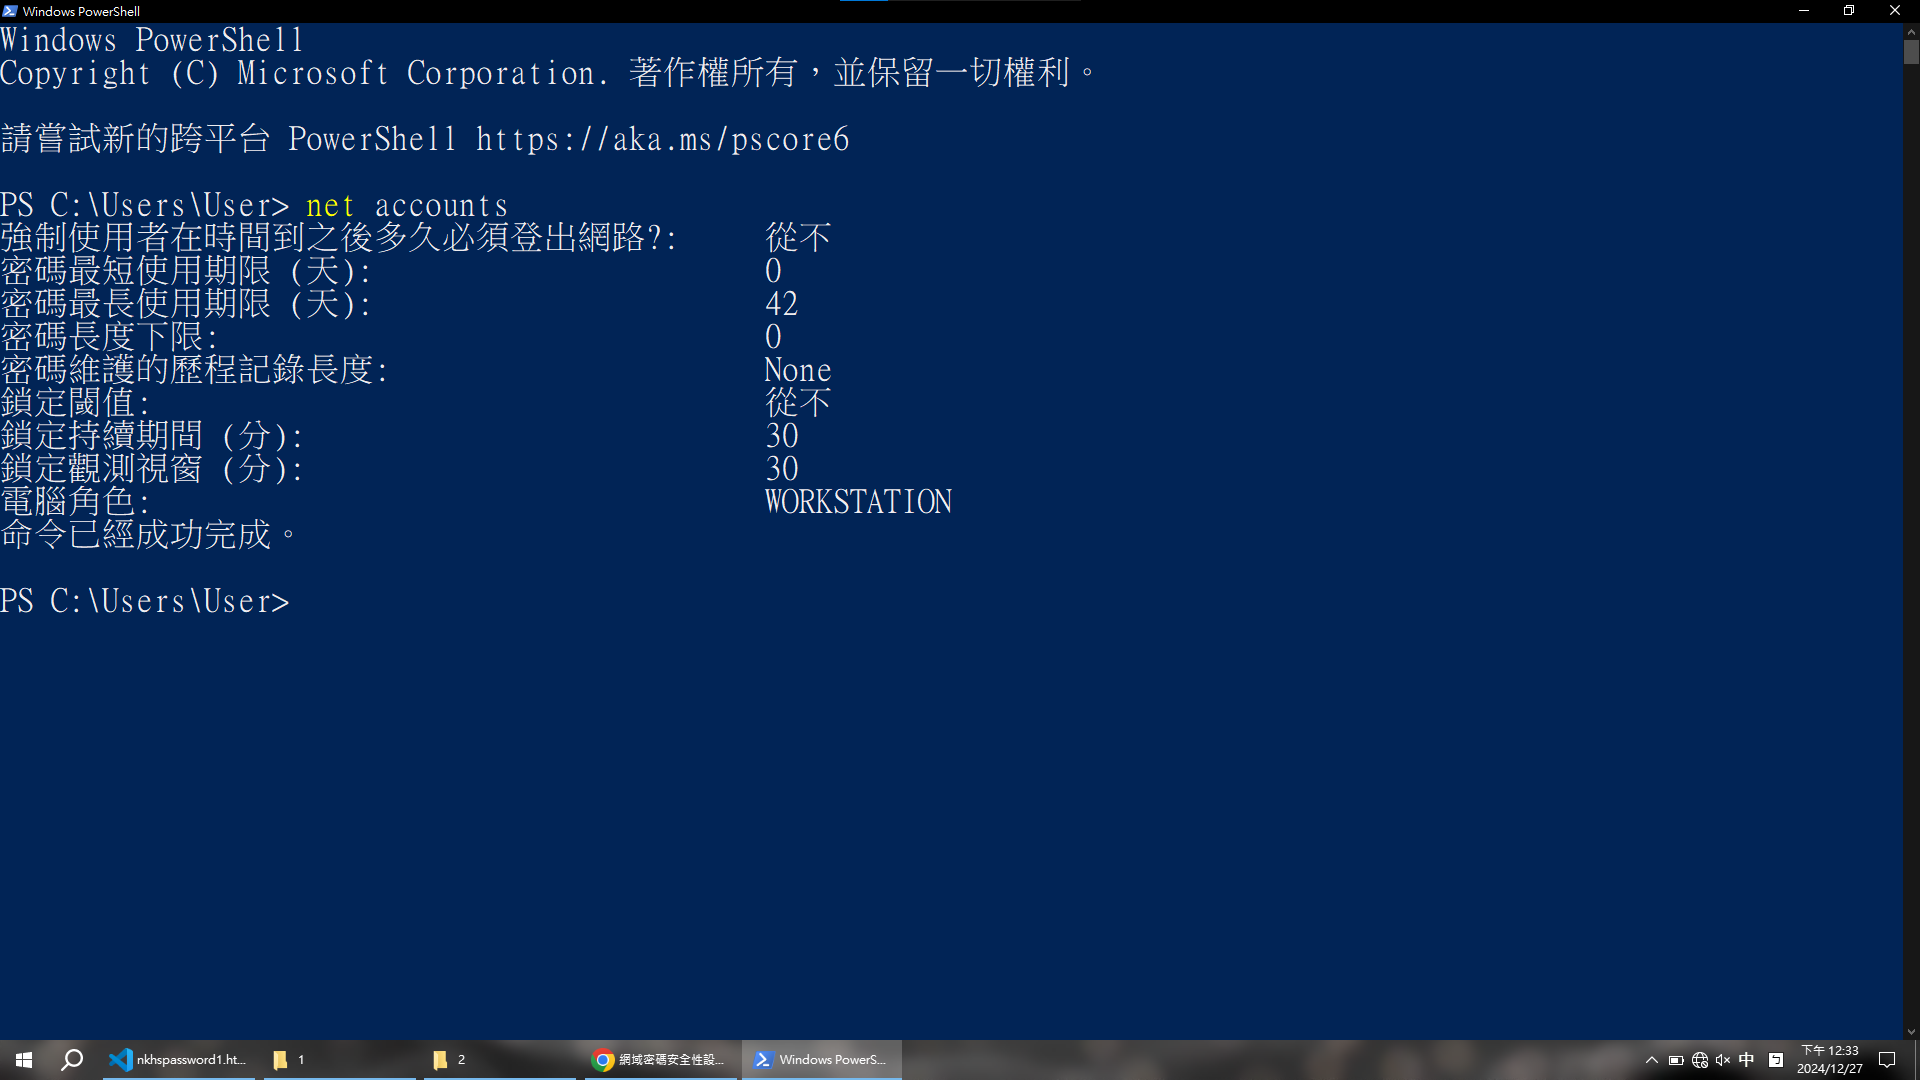 Windows PowerShell
Windows PowerShell
Copyright (C) Microsoft Corporation. 著作權所有，並保留一切權利。
請嘗試新的跨平台 PowerShell https://aka.ms/pscore6
PS C:\Users\User> net accounts
強制使用者在時間到之後多久必須登出網路?: 從不
密碼最短使用期限 (天): 0
密碼最長使用期限 (天): 42
密碼長度下限: 0
密碼維護的歷程記錄長度: None
鎖定閾值: 從不
鎖定持續期間 (分): 30
鎖定觀測視窗 (分): 30
電腦角色: WORKSTATION
命令已經成功完成。
PS C:\Users\User>
nkhspassword1.ht...
1
2
網域密碼安全性設...
Windows PowerS...
中
下午 12:33
2024/12/27